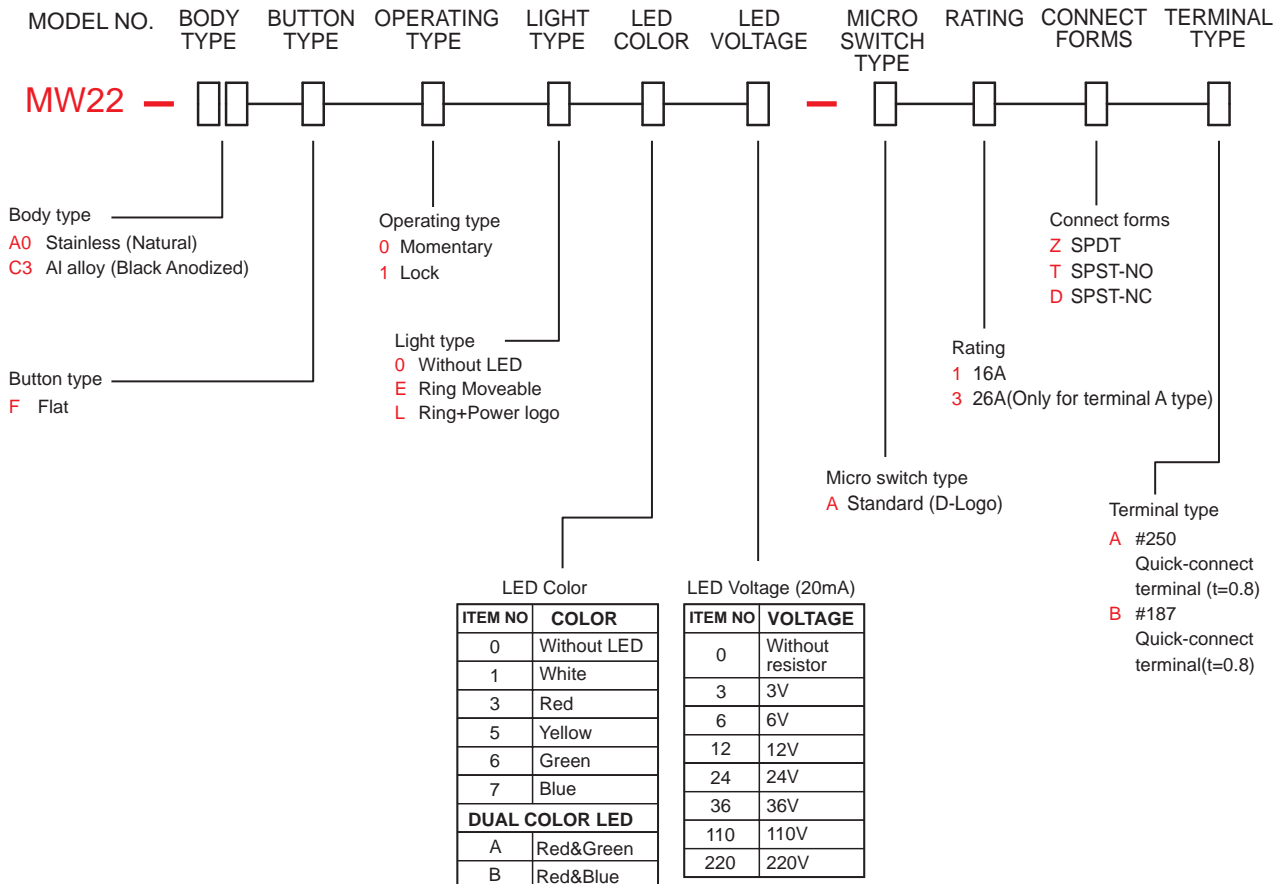 MODEL NO.
BODY
TYPE
BUTTON
TYPE
OPERATING
TYPE
LIGHT
TYPE
LED
COLOR
LED
VOLTAGE
MICRO
SWITCH
TYPE
RATING
CONNECT
FORMS
TERMINAL
TYPE
MW22 –
–
Body type
A0 Stainless (Natural)
C3 Al alloy (Black Anodized)
Button type
F Flat
Operating type
0 Momentary
1 Lock
Light type
0 Without LED
E Ring Moveable
L Ring+Power logo
LED Color
ITEM NO COLOR
0 Without LED
1 White
3 Red
5 Yellow
6 Green
7 Blue
DUAL COLOR LED
A Red&Green
B Red&Blue
LED Voltage (20mA)
ITEM NO VOLTAGE
0 Without
resistor
3 3V
6 6V
12 12V
24 24V
36 36V
110 110V
220 220V
Micro switch type
A Standard (D-Logo)
Rating
1 16A
3 26A(Only for terminal A type)
Connect forms
Z SPDT
T SPST-NO
D SPST-NC
Terminal type
A #250
Quick-connect
terminal (t=0.8)
B #187
Quick-connect
terminal(t=0.8)